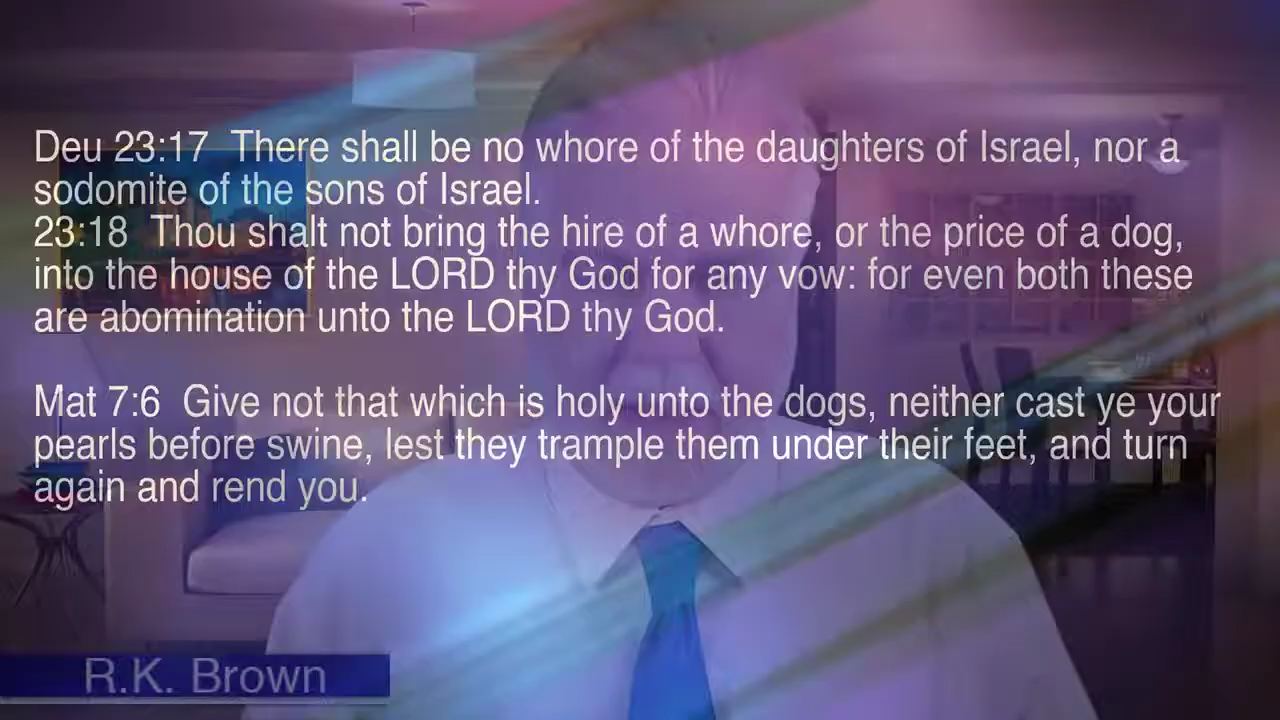 Deu 23:17  There shall be no whore of the daughters of Israel, nor a
sodomite of the sons of Israel.
23:18  Thou shalt not bring the hire of a whore, or the price of a dog,
into the house of the LORD thy God for any vow: for even both these
are abomination unto the LORD thy God.
Mat 7:6  Give not that which is holy unto the dogs, neither cast ye your
pearls before swine, lest they trample them under their feet, and turn
again and rend you.
R.K. Brown